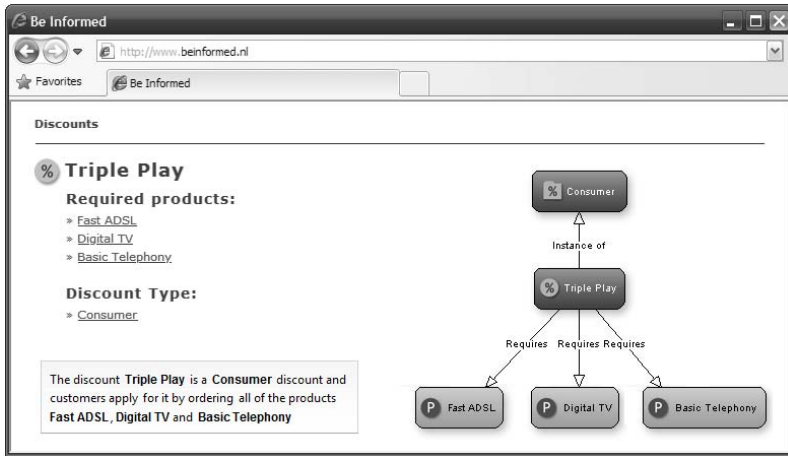 Be Informed
http://www.beinformed.nl
Favorites
Be Informed
Discounts
% Triple Play
Required products:
» Fast ADSL
» Digital TV
» Basic Telephony
Discount Type:
» Consumer
The discount Triple Play is a Consumer discount and
customers apply for it by ordering all of the products
Fast ADSL, Digital TV and Basic Telephony
% Consumer
Instance of
% Triple Play
Requires Requires Requires
P Fast ADSL
P Digital TV
P Basic Telephony